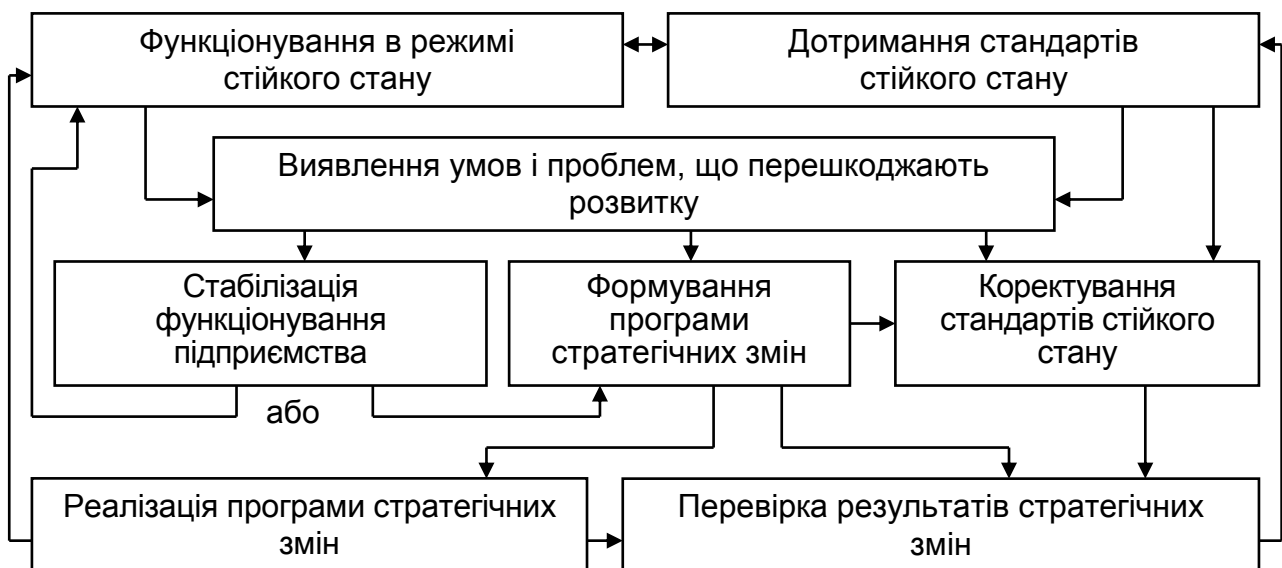 Функціонування в режимі
стійкого стану
Дотримання стандартів
стійкого стану
Виявлення умов і проблем, що перешкоджають
розвитку
Стабілізація
функціонування
підприємства
Формування
програми
стратегічних змін
Коректування
стандартів стійкого
стану
або
Реалізація програми стратегічних
змін
Перевірка результатів стратегічних
змін